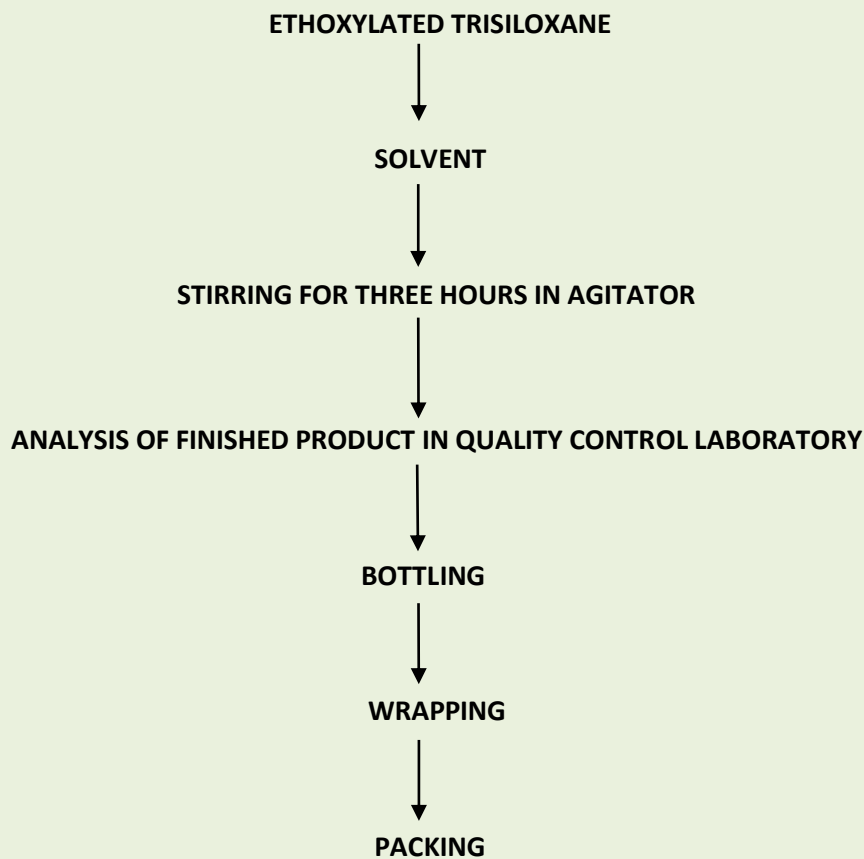 ETHOXYLATED TRISILOXANE
SOLVENT
STIRRING FOR THREE HOURS IN AGITATOR
ANALYSIS OF FINISHED PRODUCT IN QUALITY CONTROL LABORATORY
BOTTLING
WRAPPING
PACKING